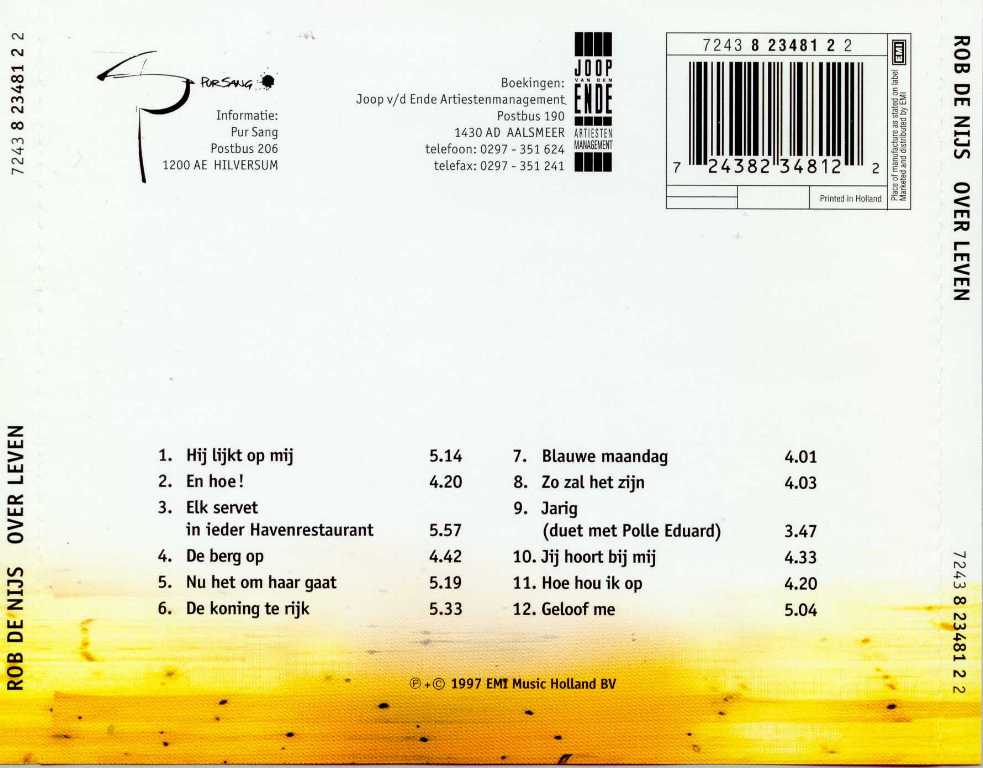 7243 8 23481 2 2
PUR SANG
Informatie:
Pur Sang
Postbus 206
1200 AE HILVERSUM
Boekingen:
Joop v/d Ende Artiestenmanagement
Postbus 190
1430 AD AALSMEER
telefoon: 0297 - 351 624
telefax: 0297 - 351 241
JOOP
VAN DEN
ENDE
ARTIESTEN
MANAGEMENT
7243 8 23481 2 2
7 24382 34812 2
Printed in Holland
EMI
Place of manufacture as stated on label
Marketed and distributed by EMI
ROB DE NIJS OVER LEVEN
1. Hij lijkt op mij 5.14
2. En hoe! 4.20
3. Elk servet
in ieder Havenrestaurant 5.57
4. De berg op 4.42
5. Nu het om haar gaat 5.19
6. De koning te rijk 5.33
7. Blauwe maandag 4.01
8. Zo zal het zijn 4.03
9. Jarig
(duet met Polle Eduard) 3.47
10. Jij hoort bij mij 4.33
11. Hoe hou ik op 4.20
12. Geloof me 5.04
ROB DE NIJS OVER LEVEN
7243 8 23481 2 2
℗ + © 1997 EMI Music Holland BV